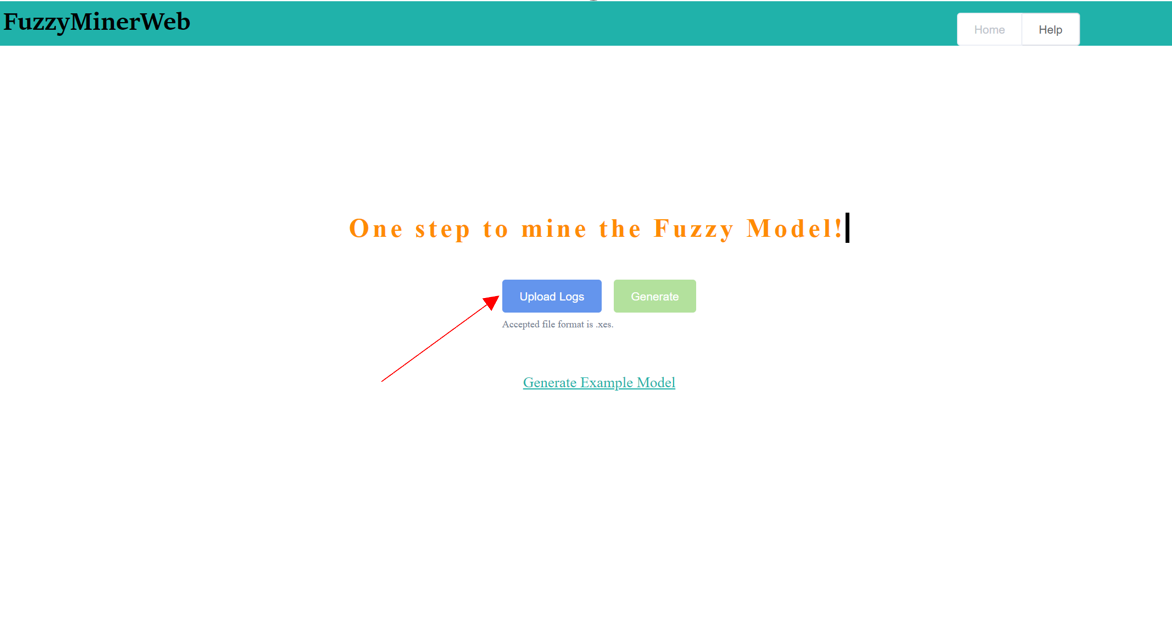 FuzzyMinerWeb
Home Help
One step to mine the Fuzzy Model!
Upload Logs Generate
Accepted file format is .xes.
Generate Example Model